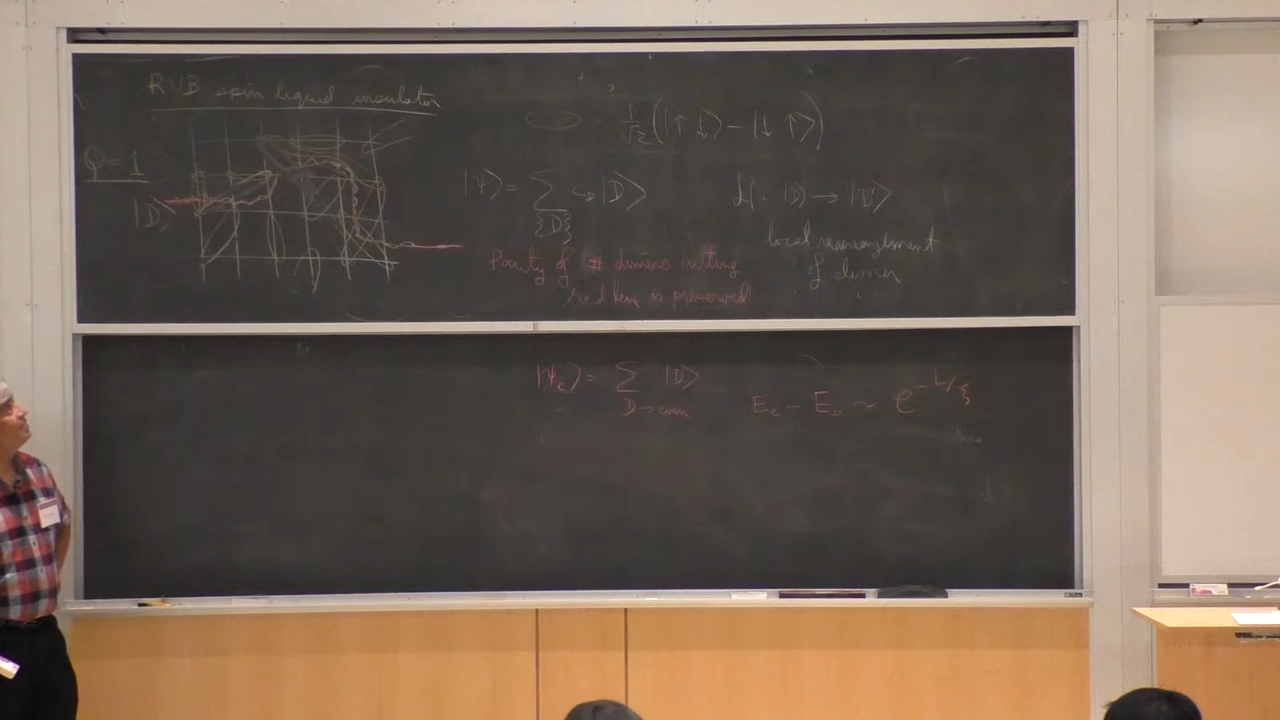 RVB spin liquid insulator
Q = 1
|D⟩
= 1/√2 (|↑ ↓⟩ − |↓ ↑⟩)
|Ψ⟩ = ∑ |D⟩
{D}
|D⟩ → |D'⟩
local rearrangement
of dimer
Parity of # dimers cutting
red line is preserved
|Ψe⟩ = ∑ |D⟩
D → even
Ee − Eo ~ e^{−L/ξ}